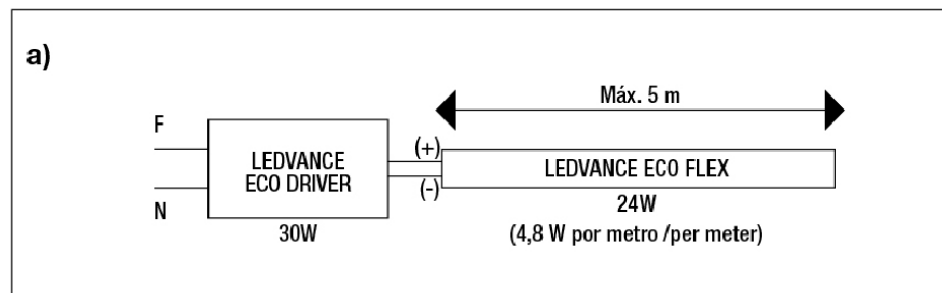 a)
Máx. 5 m
F
(+)
LEDVANCE
ECO DRIVER
LEDVANCE ECO FLEX
(-)
N
24W
30W
(4,8 W por metro /per meter)